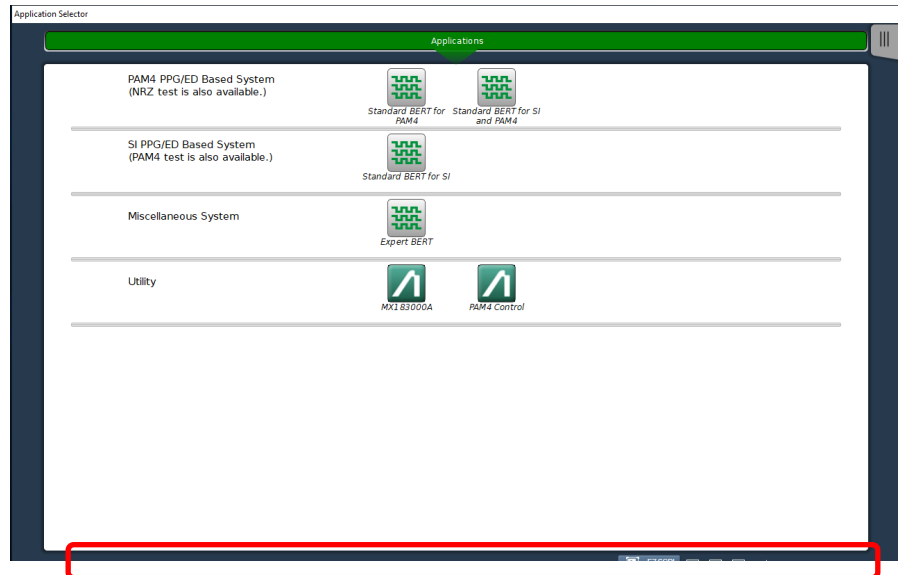 Application Selector
Applications
PAM4 PPG/ED Based System
(NRZ test is also available.)
Standard BERT for
PAM4
Standard BERT for SI
and PAM4
SI PPG/ED Based System
(PAM4 test is also available.)
Standard BERT for SI
Miscellaneous System
Expert BERT
Utility
MX183000A
PAM4 Control